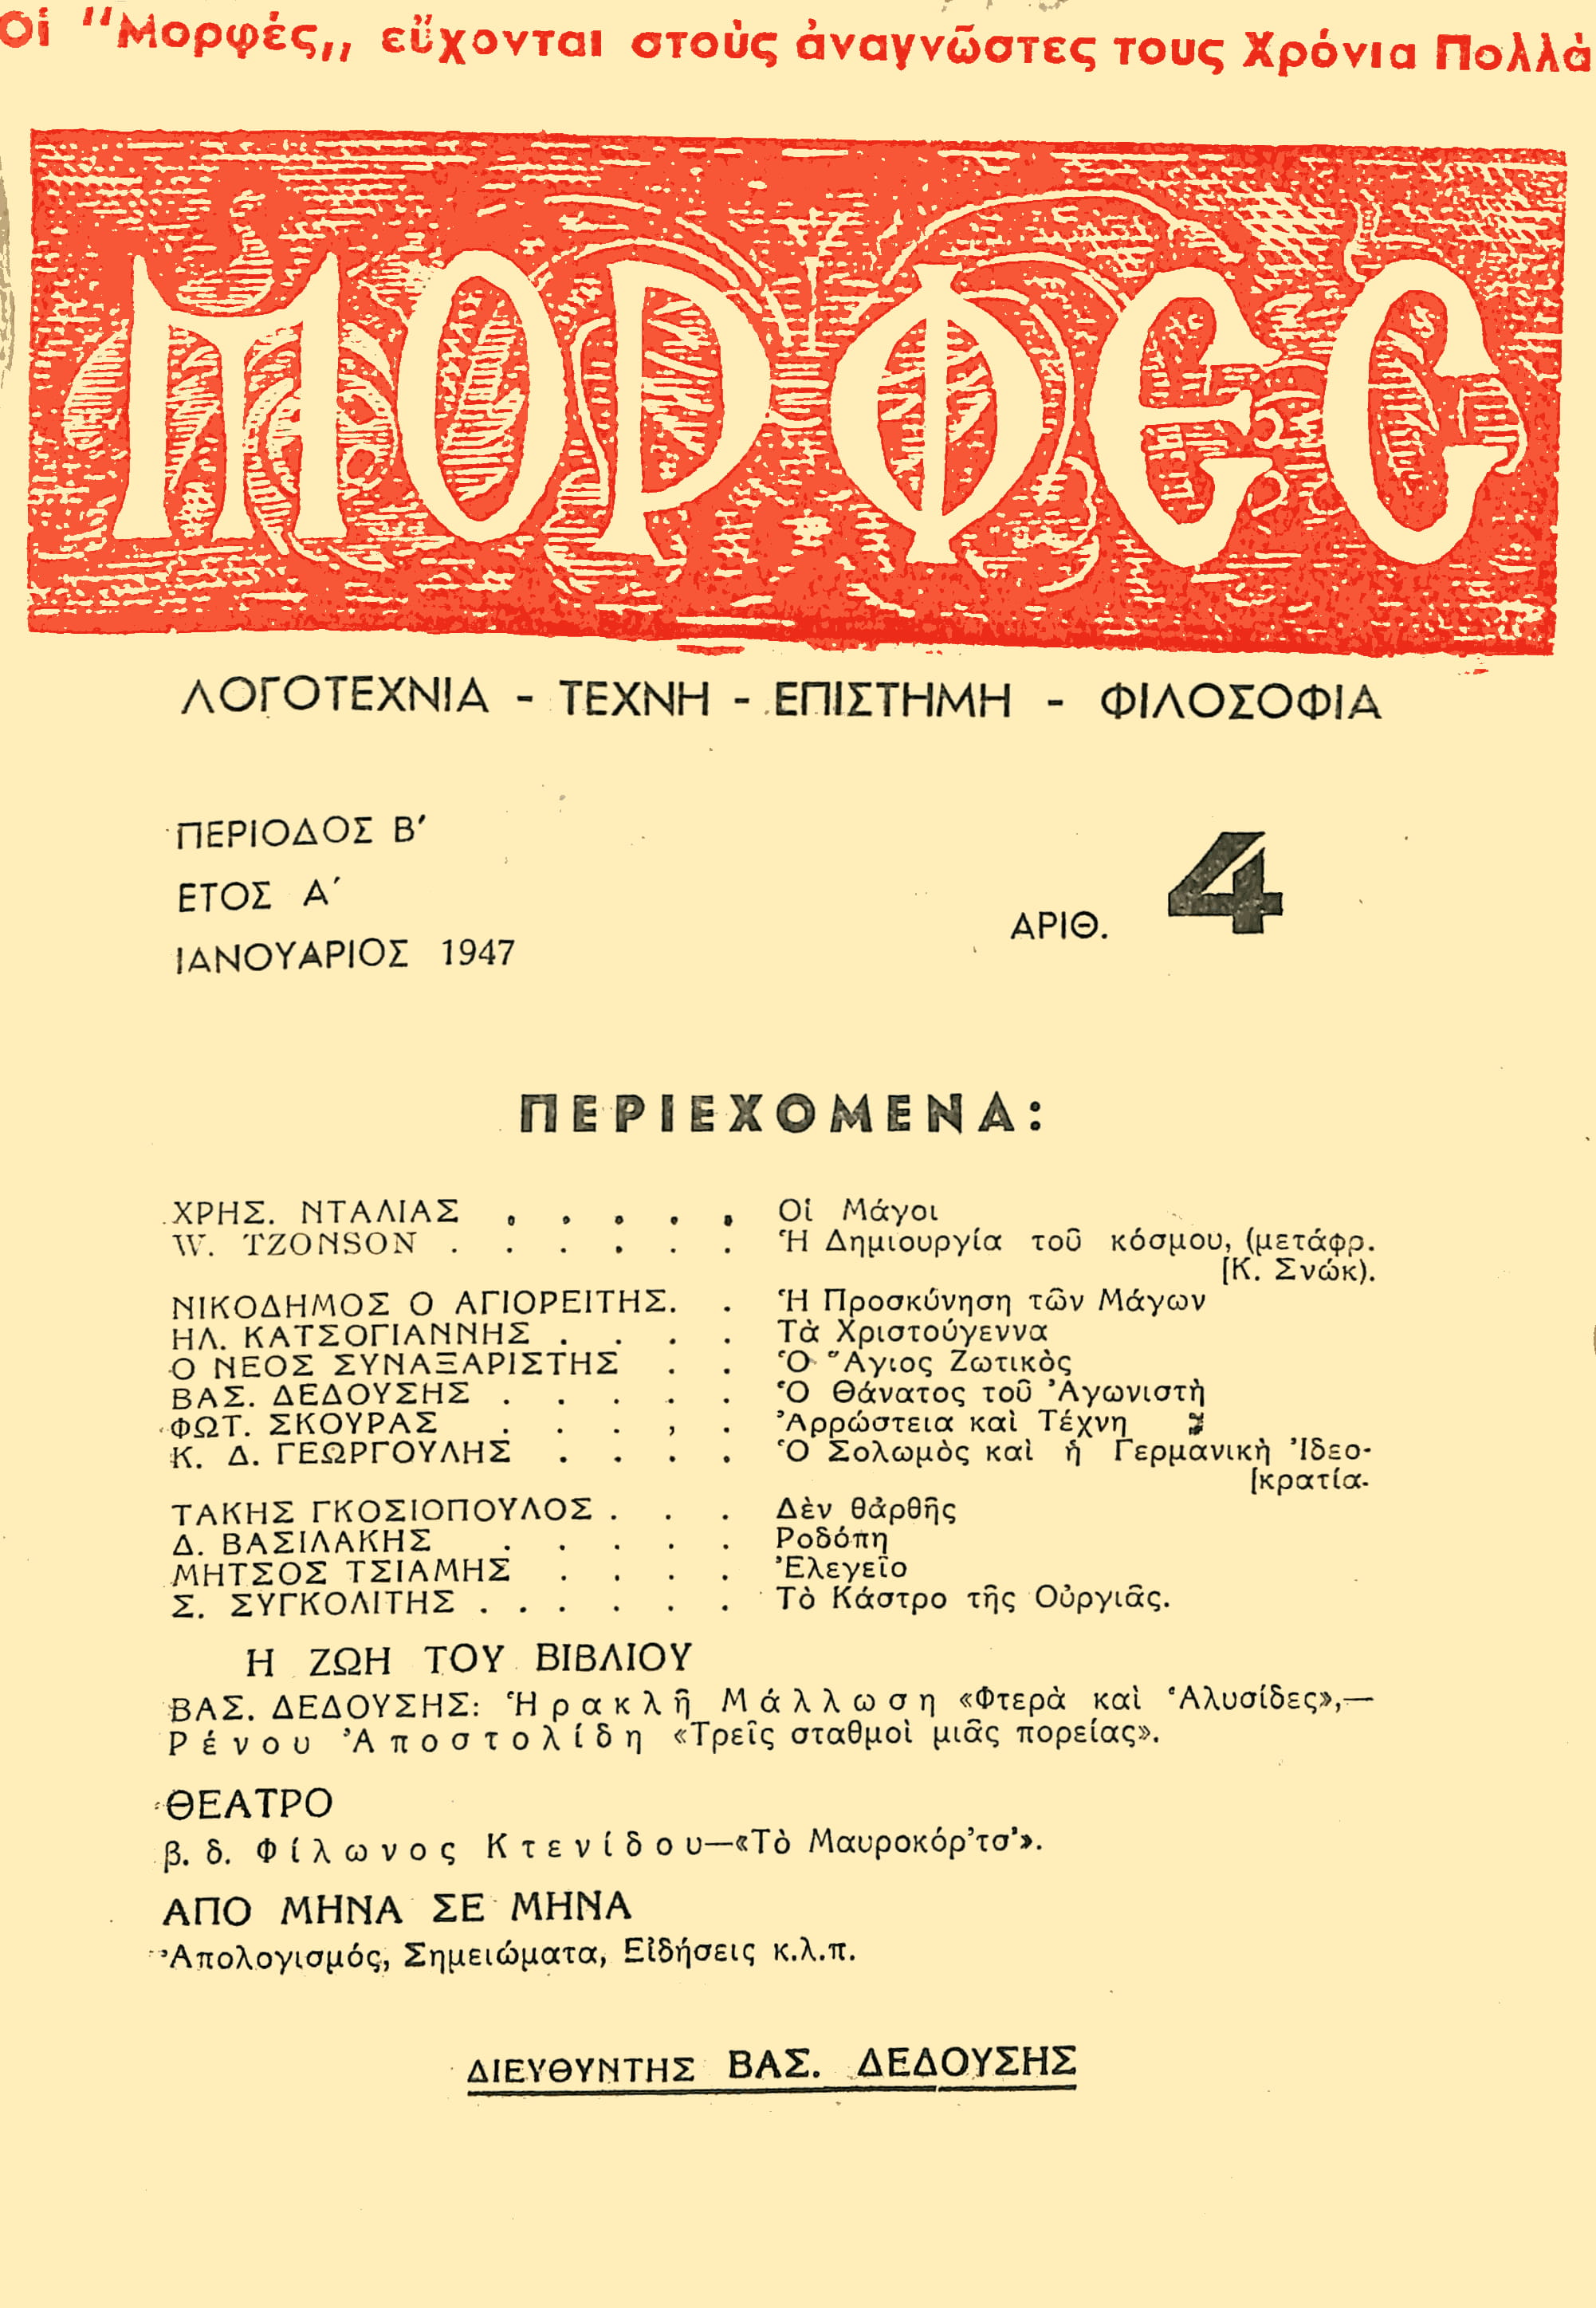 Οἱ "Μορφές,, εὔχονται στοὺς ἀναγνῶστες τους Χρόνια Πολλὰ
ΜΟΡΦΕΣ
ΛΟΓΟΤΕΧΝΙΑ - ΤΕΧΝΗ - ΕΠΙΣΤΗΜΗ - ΦΙΛΟΣΟΦΙΑ
ΠΕΡΙΟΔΟΣ Β′
ΕΤΟΣ Α′
ΙΑΝΟΥΑΡΙΟΣ 1947
ΑΡΙΘ. 4
ΠΕΡΙΕΧΟΜΕΝΑ:
ΧΡΗΣ. ΝΤΑΛΙΑΣ . . . . . Οἱ Μάγοι
W. TZONSON . . . . . . Ἡ Δημιουργία τοῦ κόσμου, (μετάφρ.
[Κ. Σνώκ).
ΝΙΚΟΔΗΜΟΣ Ο ΑΓΙΟΡΕΙΤΗΣ. . Ἡ Προσκύνηση τῶν Μάγων
ΗΛ. ΚΑΤΣΟΓΙΑΝΝΗΣ . . . . Τὰ Χριστούγεννα
Ο ΝΕΟΣ ΣΥΝΑΞΑΡΙΣΤΗΣ . . Ὁ Ἅγιος Ζωτικὸς
ΒΑΣ. ΔΕΔΟΥΣΗΣ . . . . . Ὁ Θάνατος τοῦ Ἀγωνιστὴ
ΦΩΤ. ΣΚΟΥΡΑΣ . . . , . Ἀρρώστεια καὶ Τέχνη
Κ. Δ. ΓΕΩΡΓΟΥΛΗΣ . . . . Ὁ Σολωμὸς καὶ ἡ Γερμανικὴ Ἰδεο-
[κρατία.
ΤΑΚΗΣ ΓΚΟΣΙΟΠΟΥΛΟΣ . . . Δὲν θἀρθῆς
Δ. ΒΑΣΙΛΑΚΗΣ . . . . . Ροδόπη
ΜΗΤΣΟΣ ΤΣΙΑΜΗΣ . . . . Ἐλεγεῖο
Σ. ΣΥΓΚΟΛΙΤΗΣ . . . . . . Τὸ Κάστρο τῆς Οὐργιᾶς.
Η ΖΩΗ ΤΟΥ ΒΙΒΛΙΟΥ
ΒΑΣ. ΔΕΔΟΥΣΗΣ: Ἡρακλῆ Μάλλωση «Φτερὰ καὶ Ἁλυσίδες»,—
Ρένου Ἀποστολίδη «Τρεῖς σταθμοὶ μιᾶς πορείας».
ΘΕΑΤΡΟ
β. δ. Φίλωνος Κτενίδου—«Τὸ Μαυροκόρ'τσ'».
ΑΠΟ ΜΗΝΑ ΣΕ ΜΗΝΑ
Ἀπολογισμός, Σημειώματα, Εἰδήσεις κ.λ.π.
ΔΙΕΥΘΥΝΤΗΣ ΒΑΣ. ΔΕΔΟΥΣΗΣ